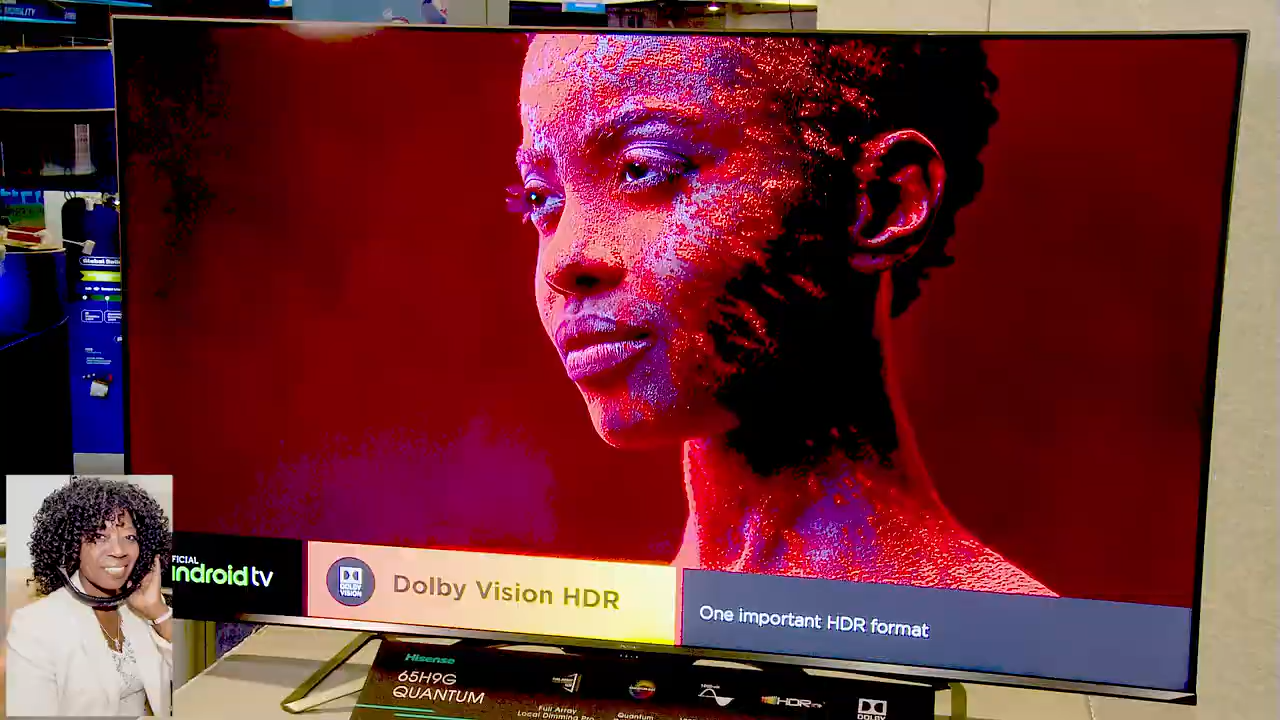 MOBILITY
FICIAL
androidtv
DOLBY
VISION
Dolby Vision HDR
One important HDR format
Hisense
65H9G
QUANTUM
Full Array
Local Dimming Pro
Quantum
HDR
DOLBY